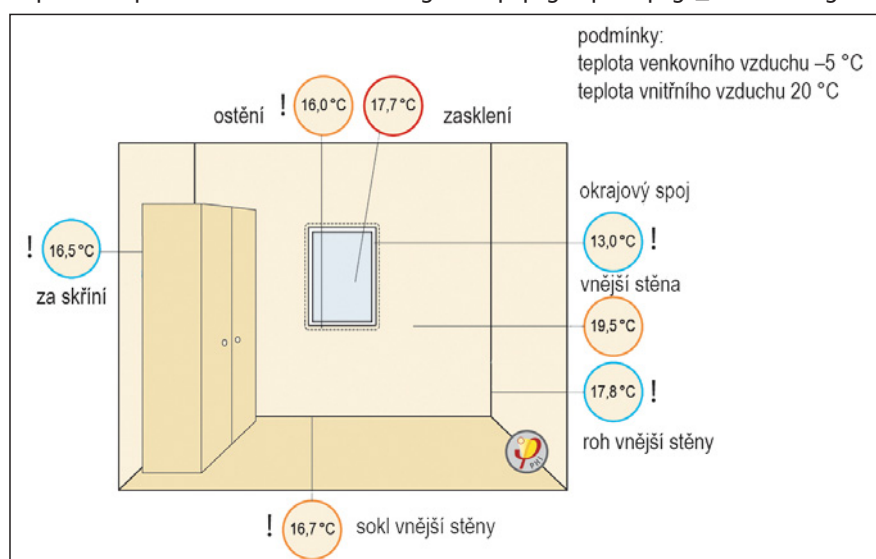 podmínky:
teplota venkovního vzduchu –5 °C
teplota vnitřního vzduchu 20 °C
ostění ! 16,0 °C 17,7 °C zasklení
okrajový spoj
13,0 °C !
! 16,5 °C
za skříní
vnější stěna
19,5 °C
17,8 °C !
roh vnější stěny
PHI
! 16,7 °C sokl vnější stěny